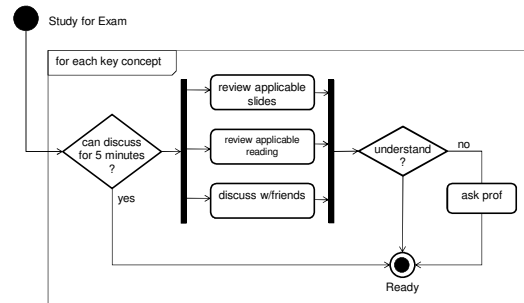 Study for Exam
for each key concept
review applicable
slides
can discuss
for 5 minutes
?
review applicable
reading
understand
?
no
yes
discuss w/friends
ask prof
Ready